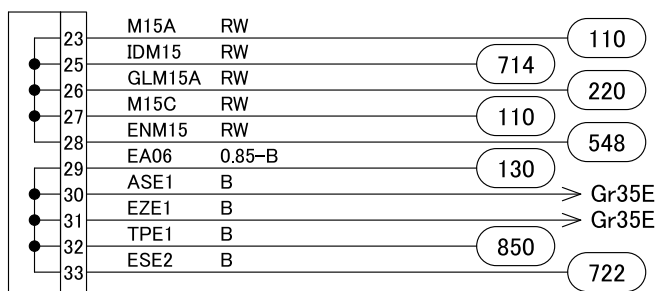 23 M15A RW 110
25 IDM15 RW 714
26 GLM15A RW 220
27 M15C RW 110
28 ENM15 RW 548
29 EA06 0.85-B 130
30 ASE1 B Gr35E
31 EZE1 B Gr35E
32 TPE1 B 850
33 ESE2 B 722